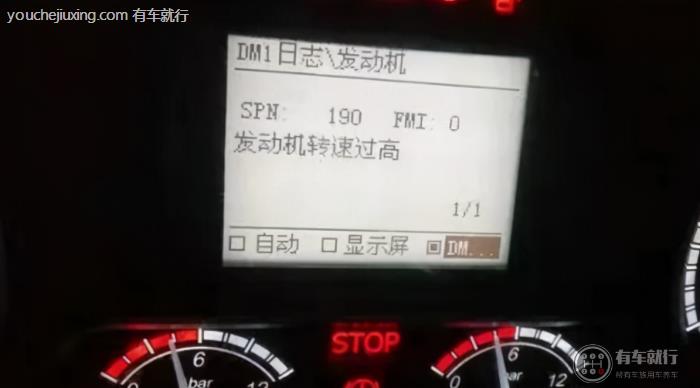 youchejiuxing.com 有车就行
DM1日志\发动机
SPN: 190 FMI: 0
发动机转速过高
1/1
自动 显示屏 DM...
STOP
6 6
0 bar 12 0 bar 12
有车就行